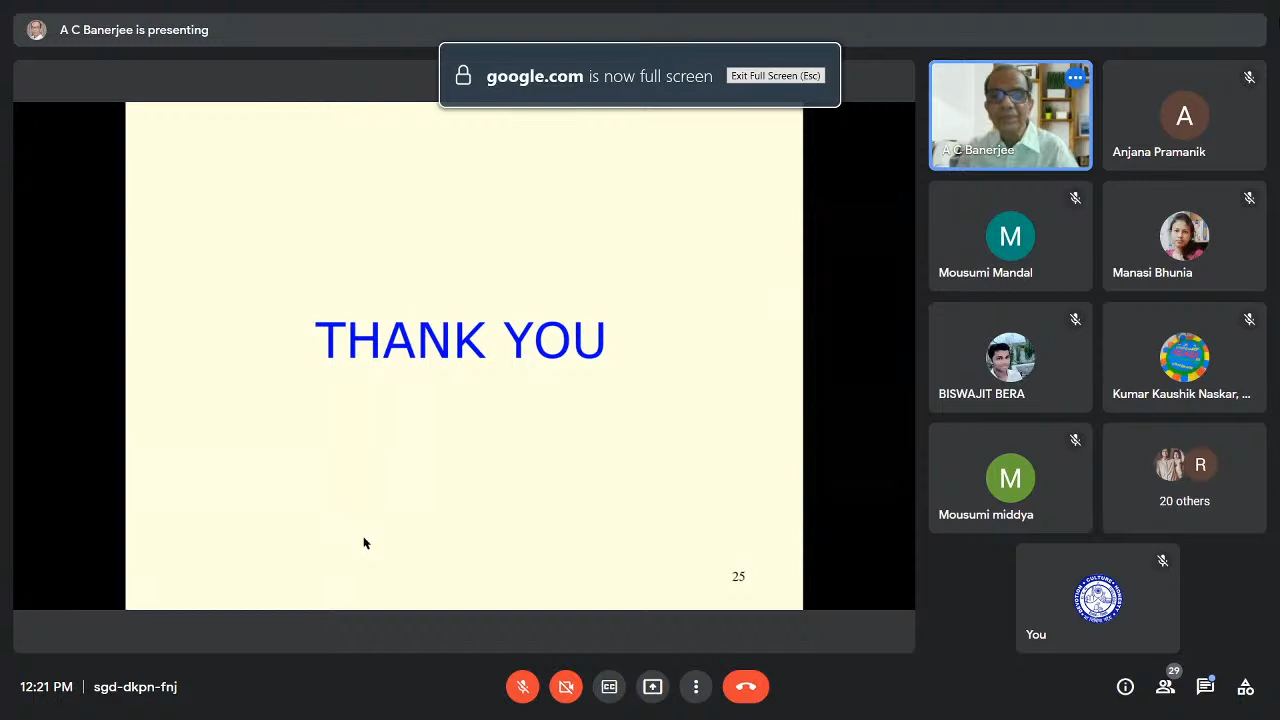 A C Banerjee is presenting
google.com is now full screen
Exit Full Screen (Esc)
THANK YOU
25
A C Banerjee
A
Anjana Pramanik
M
Mousumi Mandal
Manasi Bhunia
BISWAJIT BERA
Kumar Kaushik Naskar, ...
M
Mousumi middya
R
20 others
You
12:21 PM
sgd-dkpn-fnj
CC
29